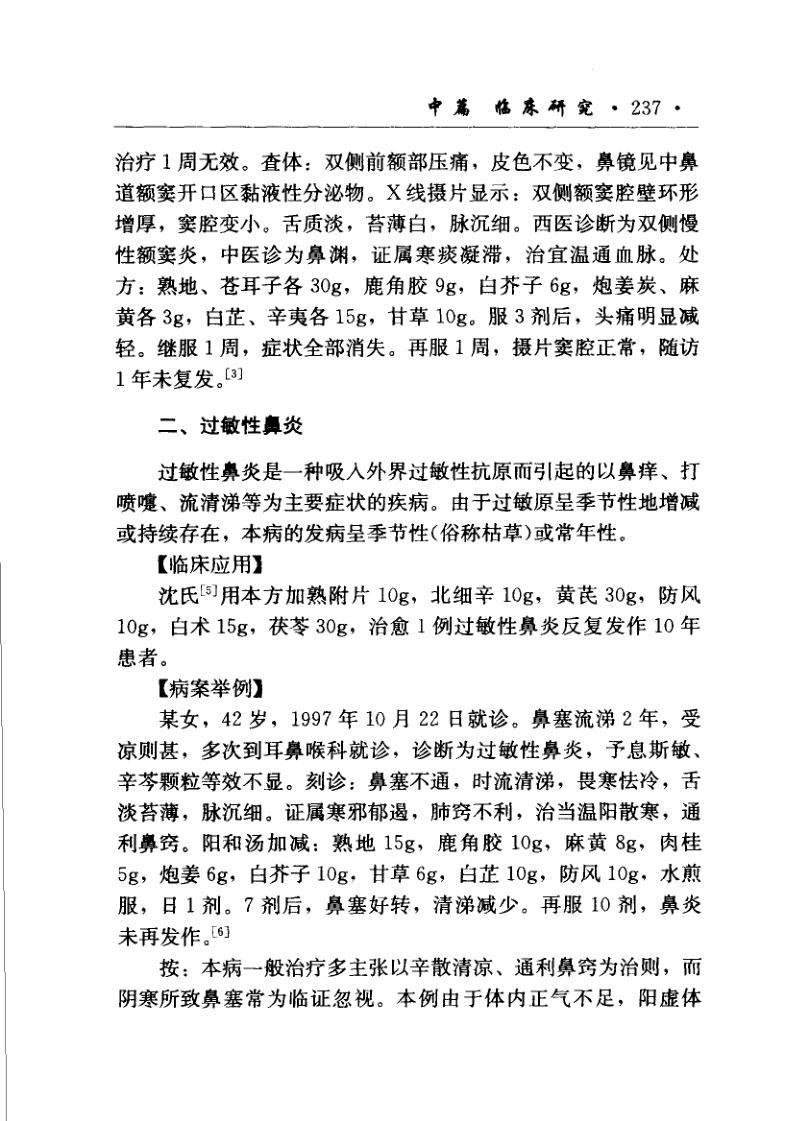 中篇 临床研究 · 237 ·
治疗 1 周无效。查体：双侧前额部压痛，皮色不变，鼻镜见中鼻
道额窦开口区黏液性分泌物。X 线摄片显示：双侧额窦腔壁环形
增厚，窦腔变小。舌质淡，苔薄白，脉沉细。西医诊断为双侧慢
性额窦炎，中医诊为鼻渊，证属寒痰凝滞，治宜温通血脉。处
方：熟地、苍耳子各 30g，鹿角胶 9g，白芥子 6g，炮姜炭、麻
黄各 3g，白芷、辛夷各 15g，甘草 10g。服 3 剂后，头痛明显减
轻。继服 1 周，症状全部消失。再服 1 周，摄片窦腔正常，随访
1 年未复发。[3]
二、过敏性鼻炎
过敏性鼻炎是一种吸入外界过敏性抗原而引起的以鼻痒、打
喷嚏、流清涕等为主要症状的疾病。由于过敏原呈季节性地增减
或持续存在，本病的发病呈季节性(俗称枯草)或常年性。
【临床应用】
沈氏[5]用本方加熟附片 10g，北细辛 10g，黄芪 30g，防风
10g，白术 15g，茯苓 30g，治愈 1 例过敏性鼻炎反复发作 10 年
患者。
【病案举例】
某女，42 岁，1997 年 10 月 22 日就诊。鼻塞流涕 2 年，受
凉则甚，多次到耳鼻喉科就诊，诊断为过敏性鼻炎，予息斯敏、
辛芩颗粒等效不显。刻诊：鼻塞不通，时流清涕，畏寒怯冷，舌
淡苔薄，脉沉细。证属寒邪郁遏，肺窍不利，治当温阳散寒，通
利鼻窍。阳和汤加减：熟地 15g，鹿角胶 10g，麻黄 8g，肉桂
5g，炮姜 6g，白芥子 10g，甘草 6g，白芷 10g，防风 10g，水煎
服，日 1 剂。7 剂后，鼻塞好转，清涕减少。再服 10 剂，鼻炎
未再发作。[6]
按：本病一般治疗多主张以辛散清凉、通利鼻窍为治则，而
阴寒所致鼻塞常为临证忽视。本例由于体内正气不足，阳虚体